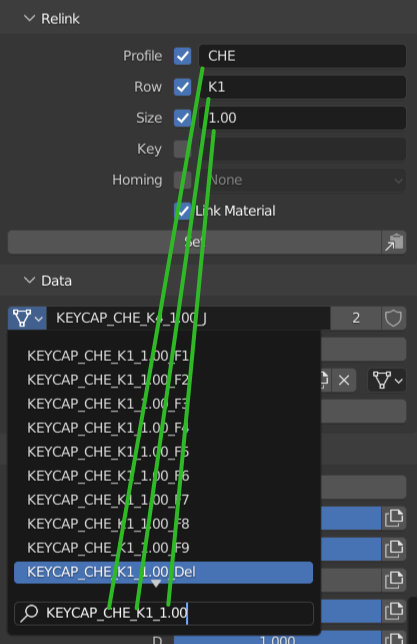 Relink
Profile CHE
Row K1
Size 1.00
Key
Homing None
Link Material
Set
Data
KEYCAP_CHE_K4_1.00_J 2
KEYCAP_CHE_K1_1.00_F1
KEYCAP_CHE_K1_1.00_F2
KEYCAP_CHE_K1_1.00_F3
KEYCAP_CHE_K1_1.00_F4
KEYCAP_CHE_K1_1.00_F5
KEYCAP_CHE_K1_1.00_F6
KEYCAP_CHE_K1_1.00_F7
KEYCAP_CHE_K1_1.00_F8
KEYCAP_CHE_K1_1.00_F9
KEYCAP_CHE_K1_1.00_Del
KEYCAP_CHE_K1_1.00
D 1.000